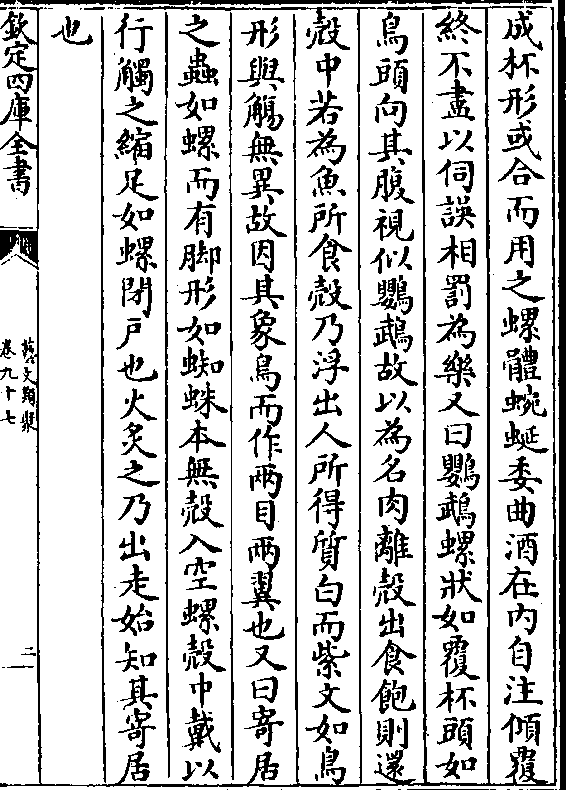 成杯形或合而用之螺體蜿蜒委曲酒在内自注傾覆
終不盡以伺誤相罰為樂又曰鸚鵡螺狀如覆杯頭如
鳥頭向其腹視似鸚鵡故以為名肉離殼出食飽則還
殼中若為魚所食殼乃浮出人所得質白而紫文如鳥
形與觴無異故因其象鳥而作兩目兩翼也又曰寄居
之蟲如螺而有脚形如蜘蛛本無殼入空螺殼中戴以
行觸之縮足如螺閉戶也火炙之乃出走始知其寄居
也
欽定四庫全書
藝文類聚
卷九十七
二